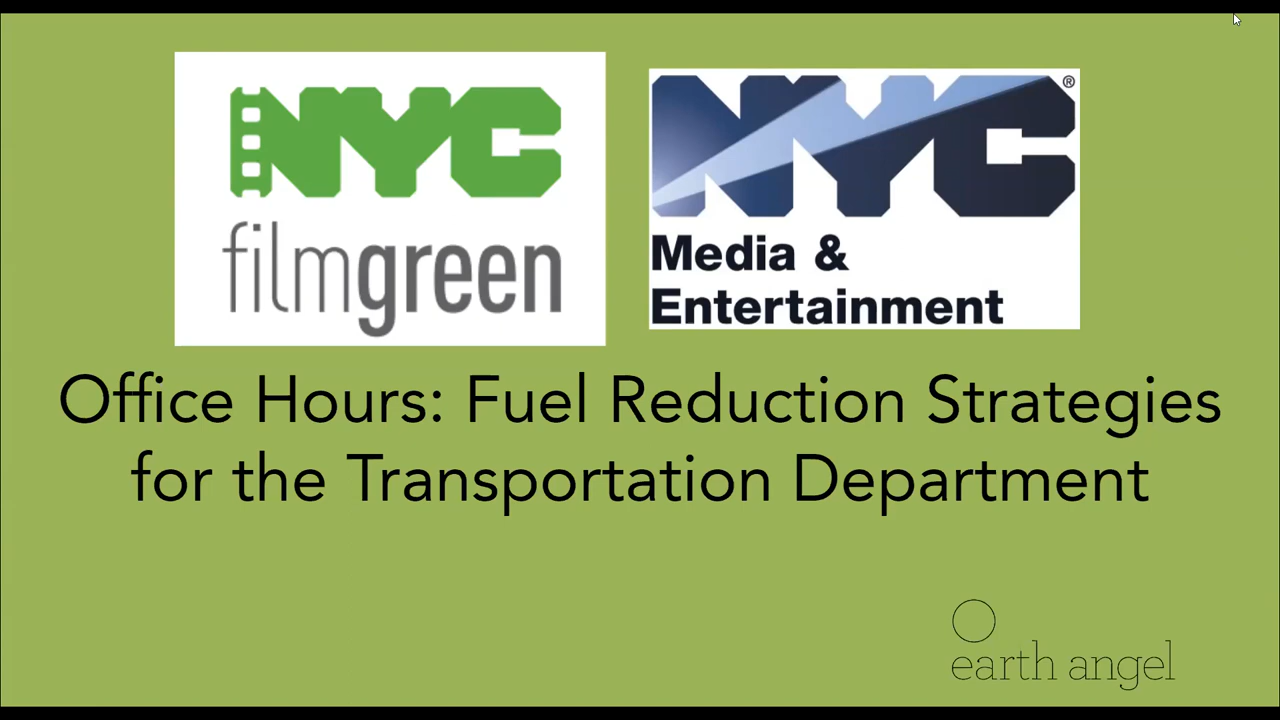 NYC
filmgreen
NYC®
Media &
Entertainment
Office Hours: Fuel Reduction Strategies
for the Transportation Department
earth angel